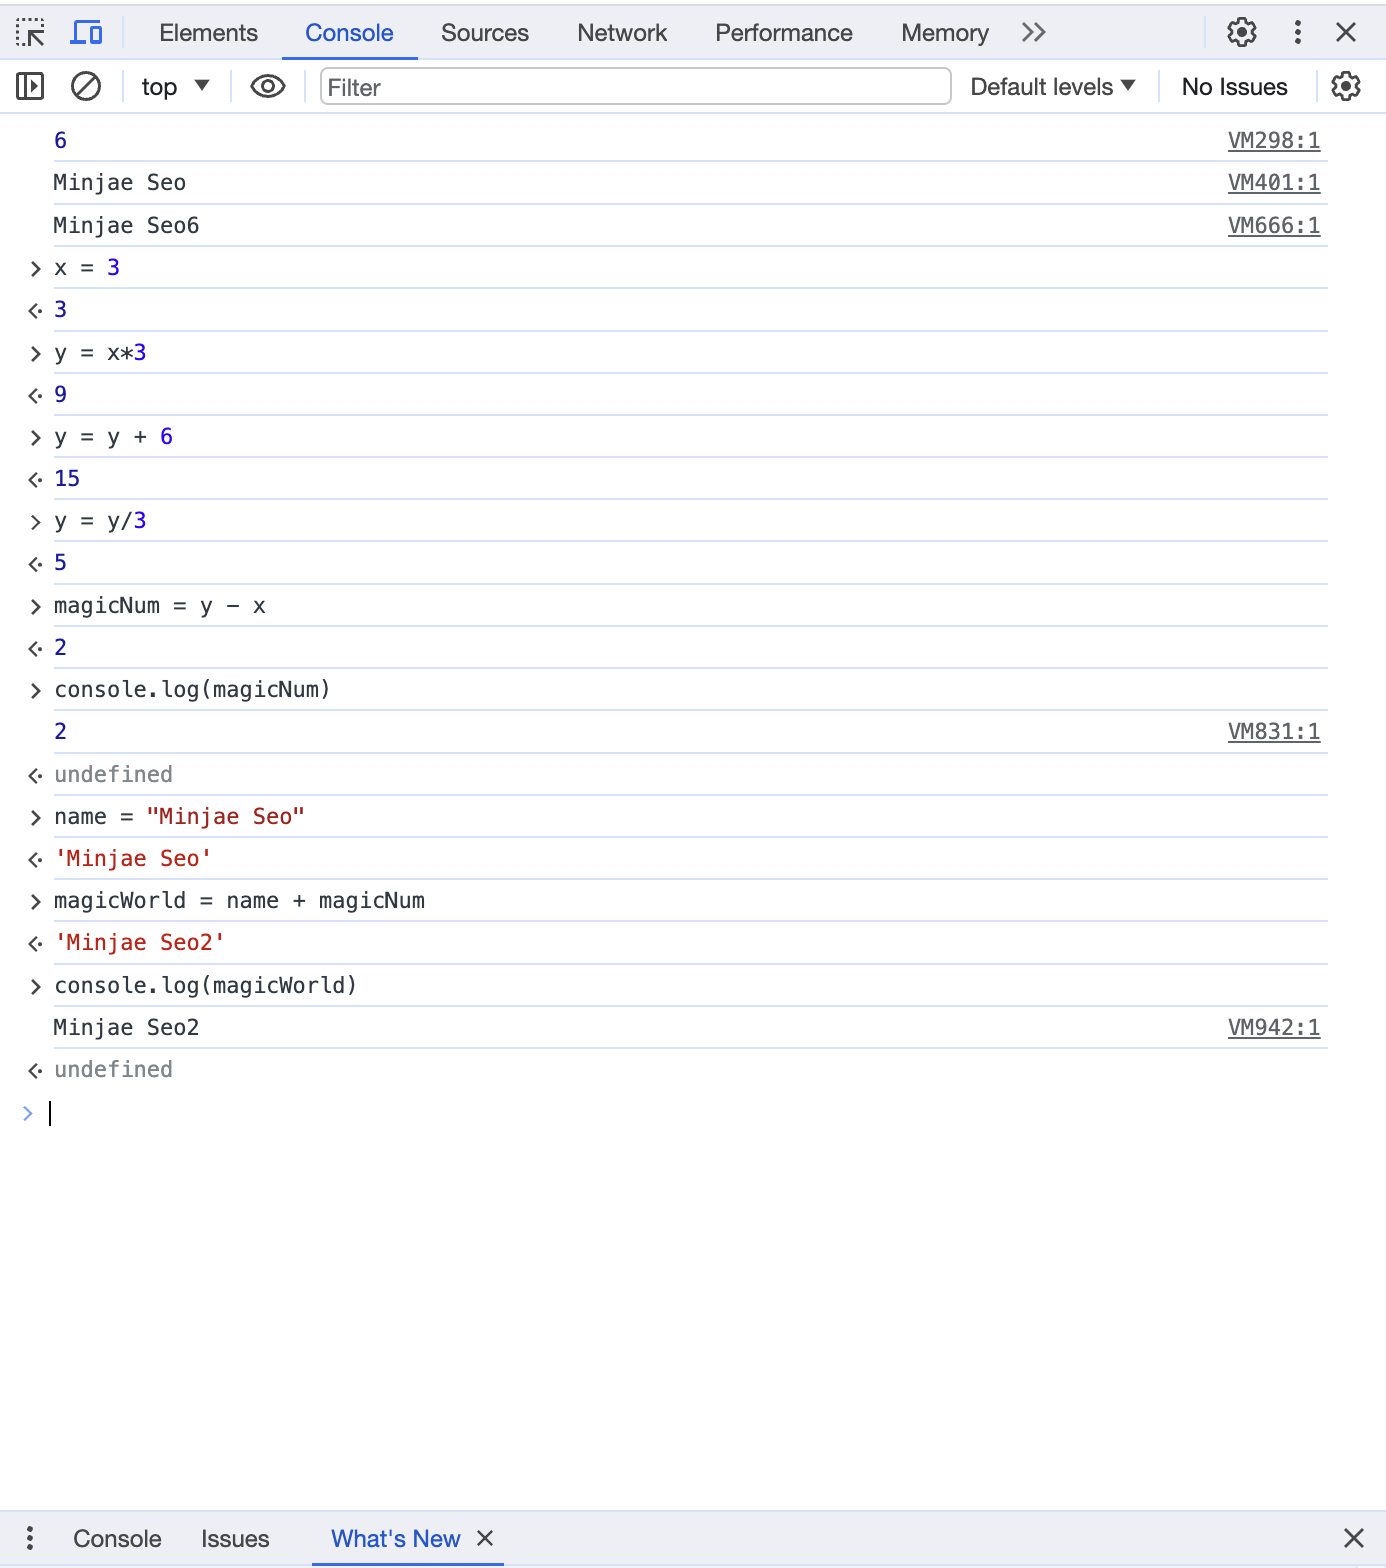 Elements Console Sources Network Performance Memory
top Filter Default levels No Issues
6 VM298:1
Minjae Seo VM401:1
Minjae Seo6 VM666:1
> x = 3
<· 3
> y = x*3
<· 9
> y = y + 6
<· 15
> y = y/3
<· 5
> magicNum = y - x
<· 2
> console.log(magicNum)
2 VM831:1
<· undefined
> name = "Minjae Seo"
<· 'Minjae Seo'
> magicWorld = name + magicNum
<· 'Minjae Seo2'
> console.log(magicWorld)
Minjae Seo2 VM942:1
<· undefined
>
Console Issues What's New